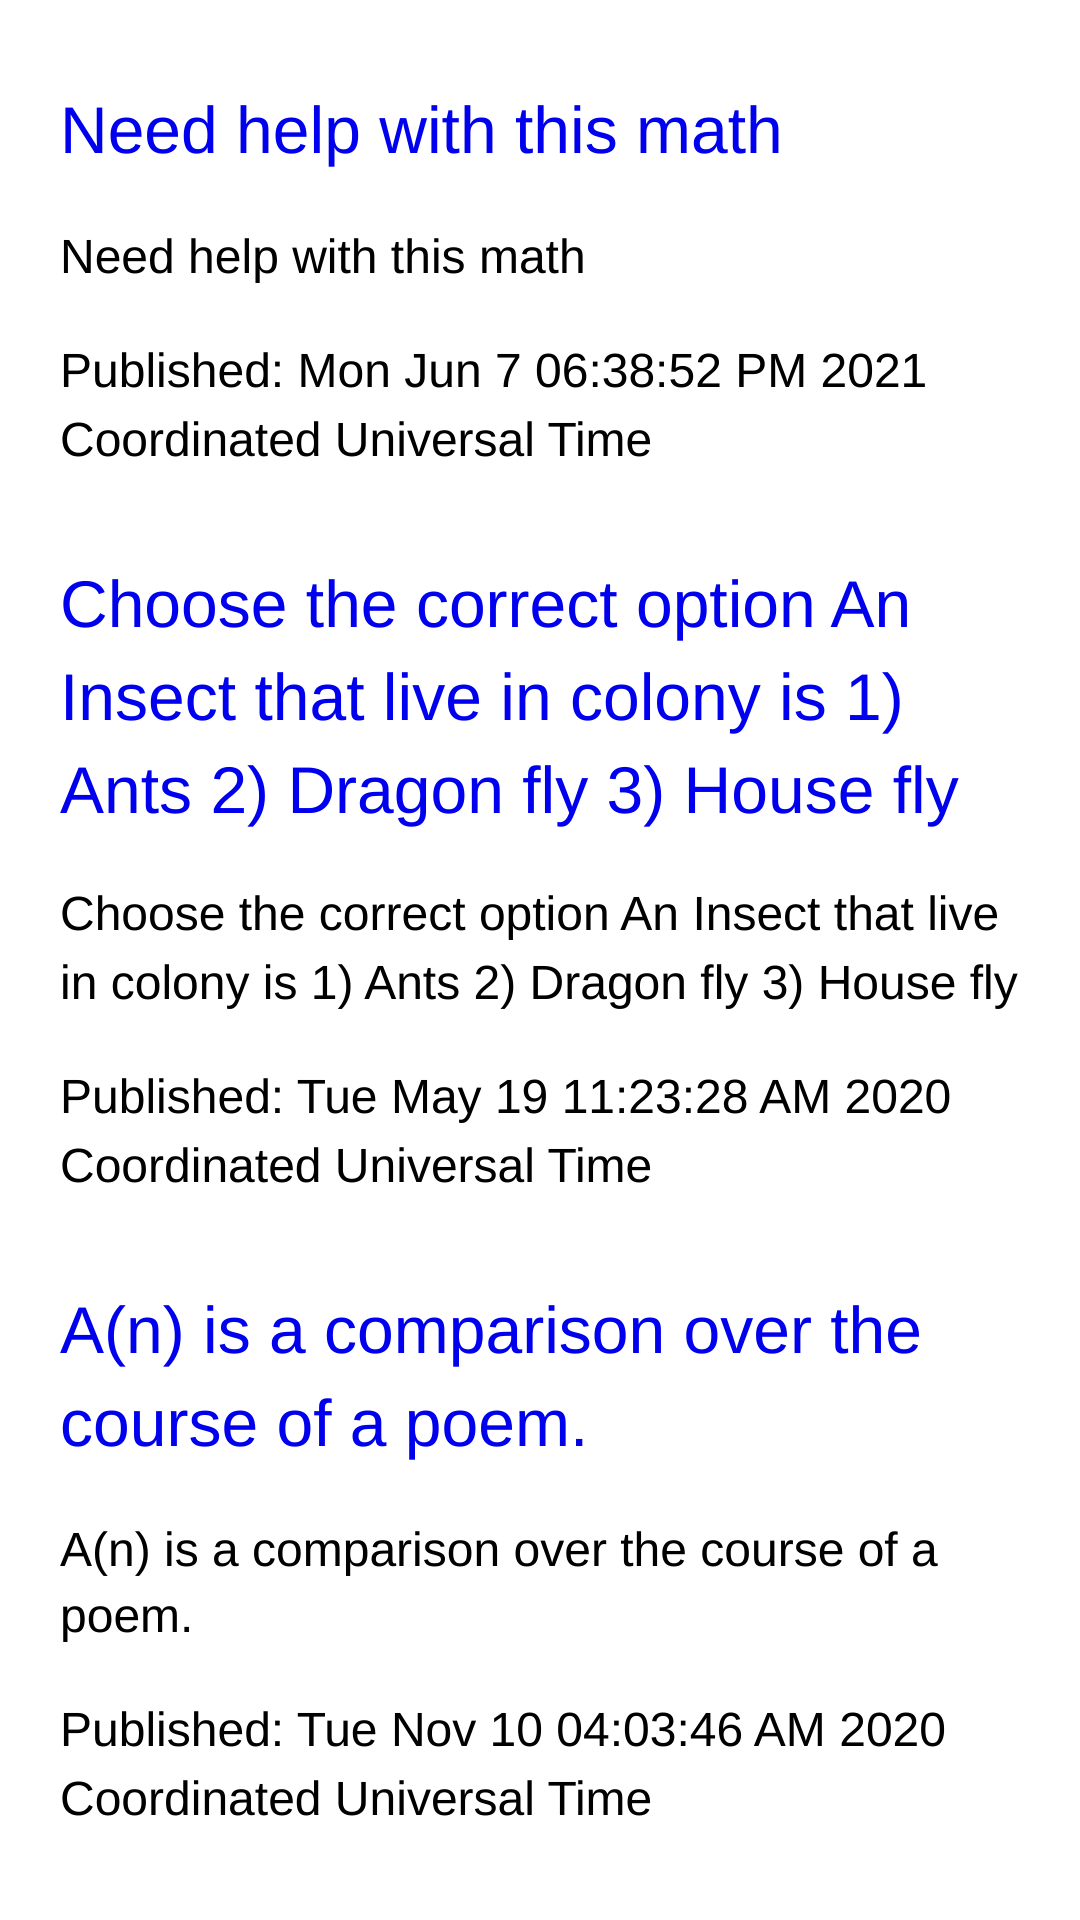 Need help with this math
Need help with this math
Published: Mon Jun 7 06:38:52 PM 2021
Coordinated Universal Time
Choose the correct option An
Insect that live in colony is 1)
Ants 2) Dragon fly 3) House fly
Choose the correct option An Insect that live
in colony is 1) Ants 2) Dragon fly 3) House fly
Published: Tue May 19 11:23:28 AM 2020
Coordinated Universal Time
A(n) is a comparison over the
course of a poem.
A(n) is a comparison over the course of a
poem.
Published: Tue Nov 10 04:03:46 AM 2020
Coordinated Universal Time